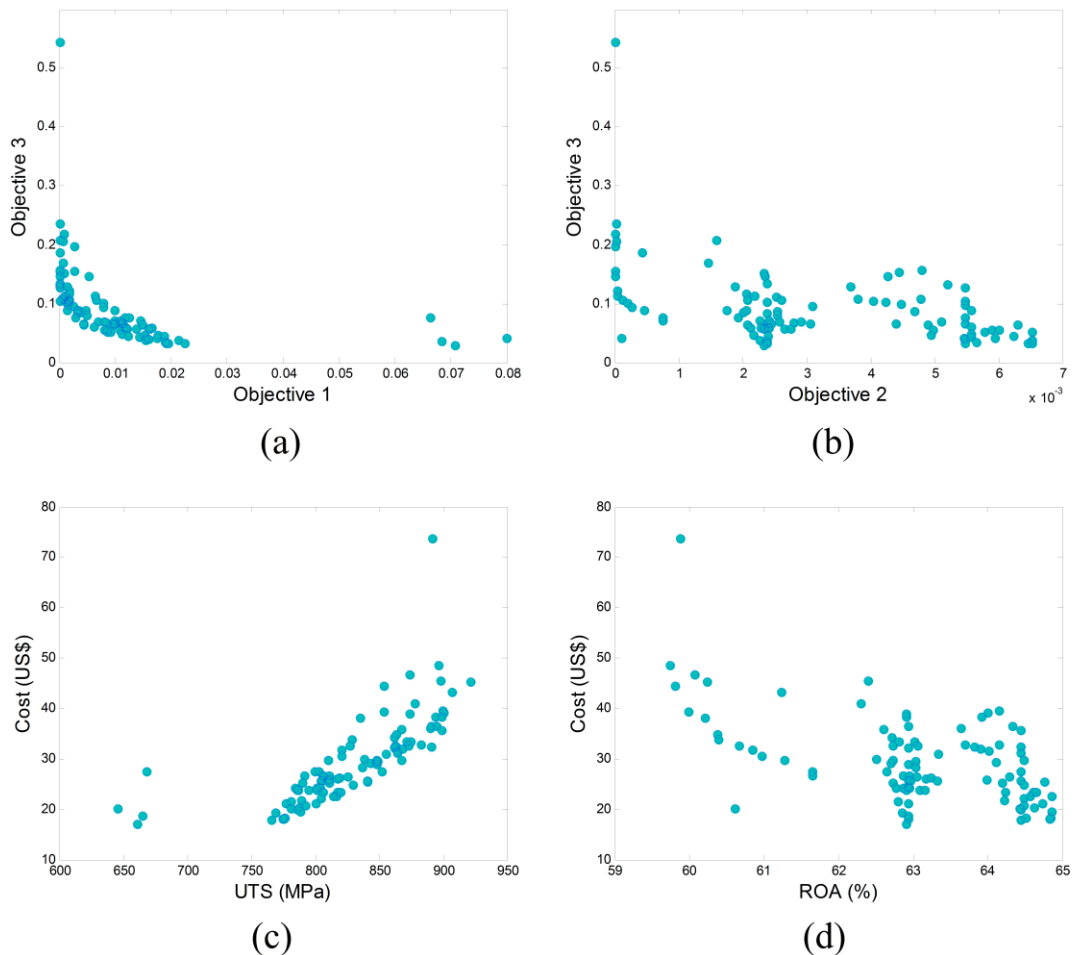 0.5
0.4
0.3
0.2
0.1
0
Objective 3
0 0.01 0.02 0.03 0.04 0.05 0.06 0.07 0.08
Objective 1
(a)
0.5
0.4
0.3
0.2
0.1
0
Objective 3
0 1 2 3 4 5 6 7
Objective 2
x 10⁻³
(b)
80
70
60
50
40
30
20
10
Cost (US$)
600 650 700 750 800 850 900 950
UTS (MPa)
(c)
80
70
60
50
40
30
20
10
Cost (US$)
59 60 61 62 63 64 65
ROA (%)
(d)